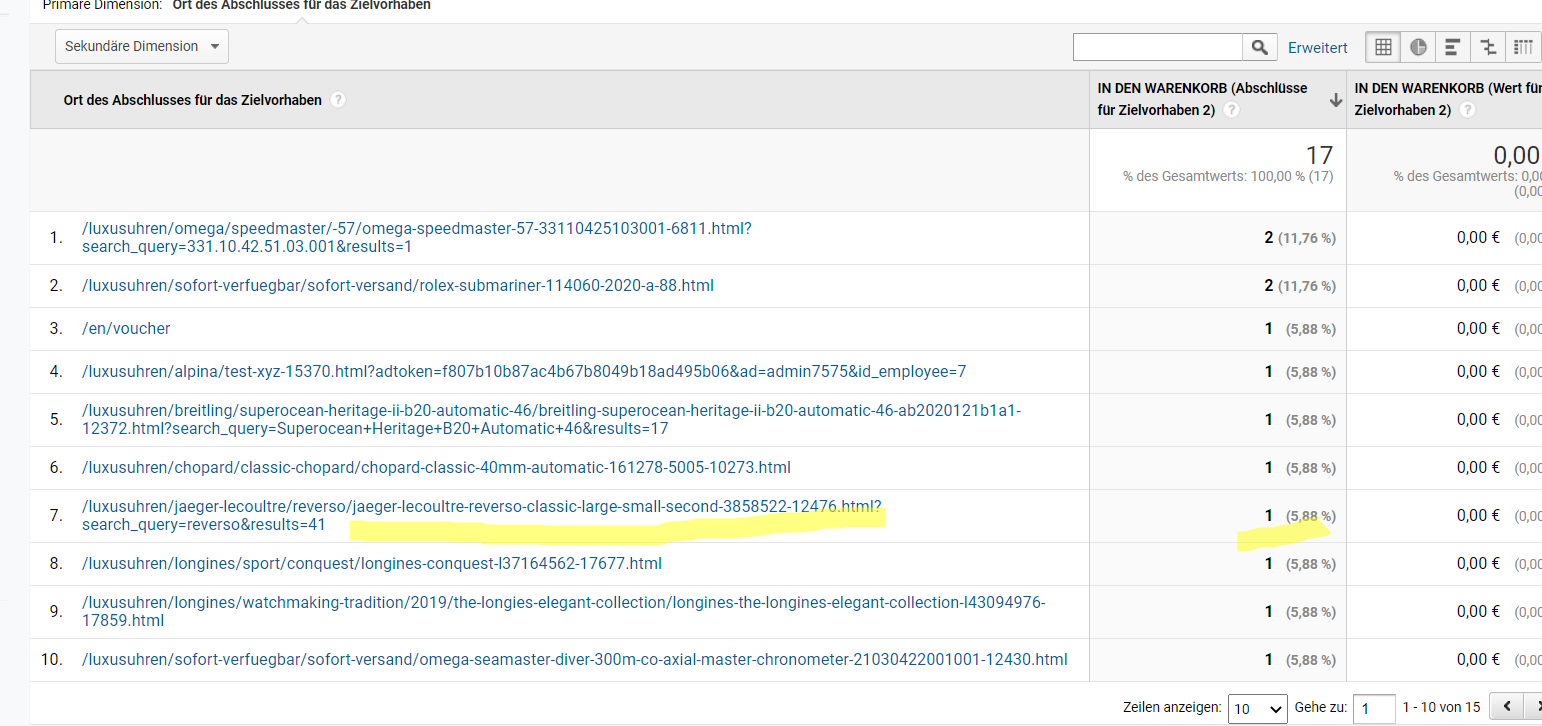 Primäre Dimension: Ort des Abschlusses für das Zielvorhaben
Sekundäre Dimension
Erweitert
Ort des Abschlusses für das Zielvorhaben ?
IN DEN WARENKORB (Abschlüsse
für Zielvorhaben 2) ?
IN DEN WARENKORB (Wert für
Zielvorhaben 2) ?
17
% des Gesamtwerts: 100,00 % (17)
0,00
% des Gesamtwerts: 0,00
(0,00
1. /luxusuhren/omega/speedmaster/-57/omega-speedmaster-57-33110425103001-6811.html?
search_query=331.10.42.51.03.001&results=1
2 (11,76 %) 0,00 € (0,00
2. /luxusuhren/sofort-verfuegbar/sofort-versand/rolex-submariner-114060-2020-a-88.html 2 (11,76 %) 0,00 € (0,00
3. /en/voucher 1 (5,88 %) 0,00 € (0,00
4. /luxusuhren/alpina/test-xyz-15370.html?adtoken=f807b10b87ac4b67b8049b18ad495b06&ad=admin7575&id_employee=7 1 (5,88 %) 0,00 € (0,00
5. /luxusuhren/breitling/superocean-heritage-ii-b20-automatic-46/breitling-superocean-heritage-ii-b20-automatic-46-ab2020121b1a1-
12372.html?search_query=Superocean+Heritage+B20+Automatic+46&results=17
1 (5,88 %) 0,00 € (0,00
6. /luxusuhren/chopard/classic-chopard/chopard-classic-40mm-automatic-161278-5005-10273.html 1 (5,88 %) 0,00 € (0,00
7. /luxusuhren/jaeger-lecoultre/reverso/jaeger-lecoultre-reverso-classic-large-small-second-3858522-12476.html?
search_query=reverso&results=41
1 (5,88 %) 0,00 € (0,00
8. /luxusuhren/longines/sport/conquest/longines-conquest-l37164562-17677.html 1 (5,88 %) 0,00 € (0,00
9. /luxusuhren/longines/watchmaking-tradition/2019/the-longies-elegant-collection/longines-the-longines-elegant-collection-l43094976-
17859.html
1 (5,88 %) 0,00 € (0,00
10. /luxusuhren/sofort-verfuegbar/sofort-versand/omega-seamaster-diver-300m-co-axial-master-chronometer-21030422001001-12430.html 1 (5,88 %) 0,00 € (0,00
Zeilen anzeigen: 10 Gehe zu: 1 1 - 10 von 15